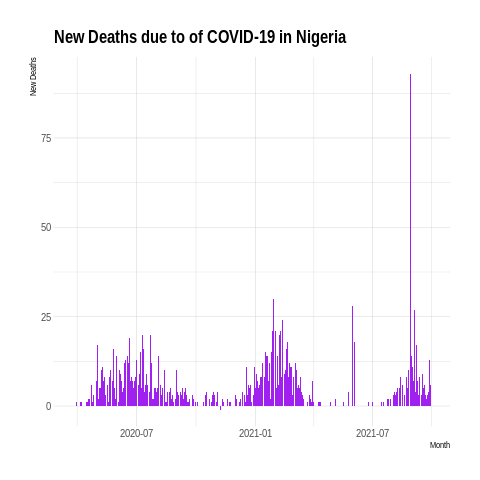 New Deaths due to of COVID-19 in Nigeria
New Deaths
75
50
25
0
2020-07
2021-01
2021-07
Month